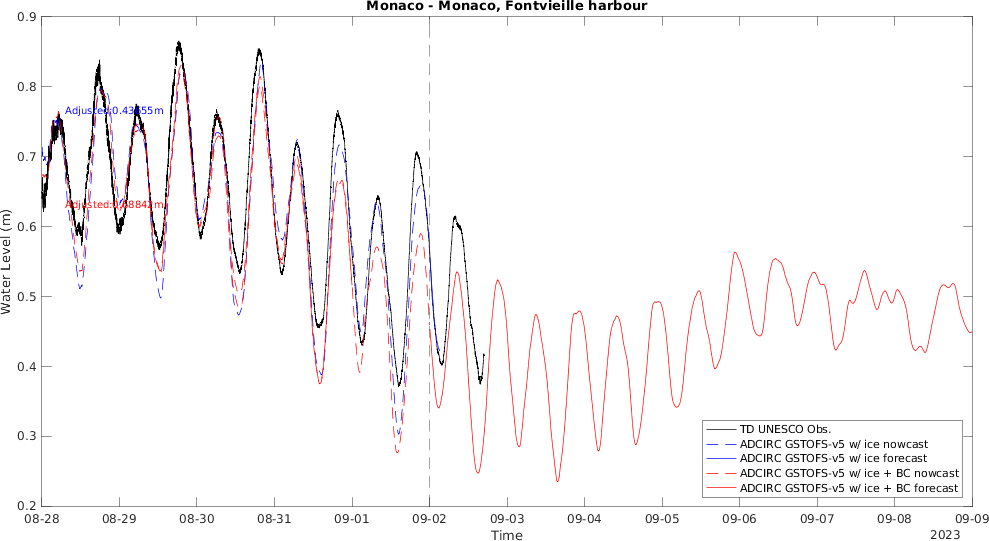 Monaco - Monaco, Fontvieille harbour
0.9
0.8
0.7
0.6
0.5
0.4
0.3
0.2
Water Level (m)
08-28 08-29 08-30 08-31 09-01 09-02 09-03 09-04 09-05 09-06 09-07 09-08 09-09
Time
2023
TD UNESCO Obs.
ADCIRC GSTOFS-v5 w/ ice nowcast
ADCIRC GSTOFS-v5 w/ ice forecast
ADCIRC GSTOFS-v5 w/ ice + BC nowcast
ADCIRC GSTOFS-v5 w/ ice + BC forecast